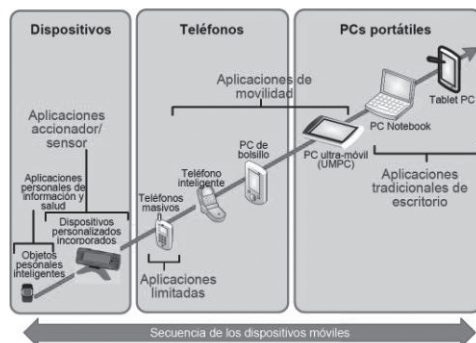 Dispositivos
Teléfonos
PCs portátiles
Aplicaciones de
movilidad
Tablet PC
Aplicaciones
accionador/
sensor
PC Notebook
PC de
bolsillo
PC ultra-móvil
(UMPC)
Aplicaciones
tradicionales de
escritorio
Teléfono
inteligente
Aplicaciones
personales de
información y
salud
Teléfonos
masivos
Dispositivos
personalizados
incorporados
Objetos
pesonales
inteligentes
Aplicaciones
limitadas
Secuencia de los dispositivos móviles